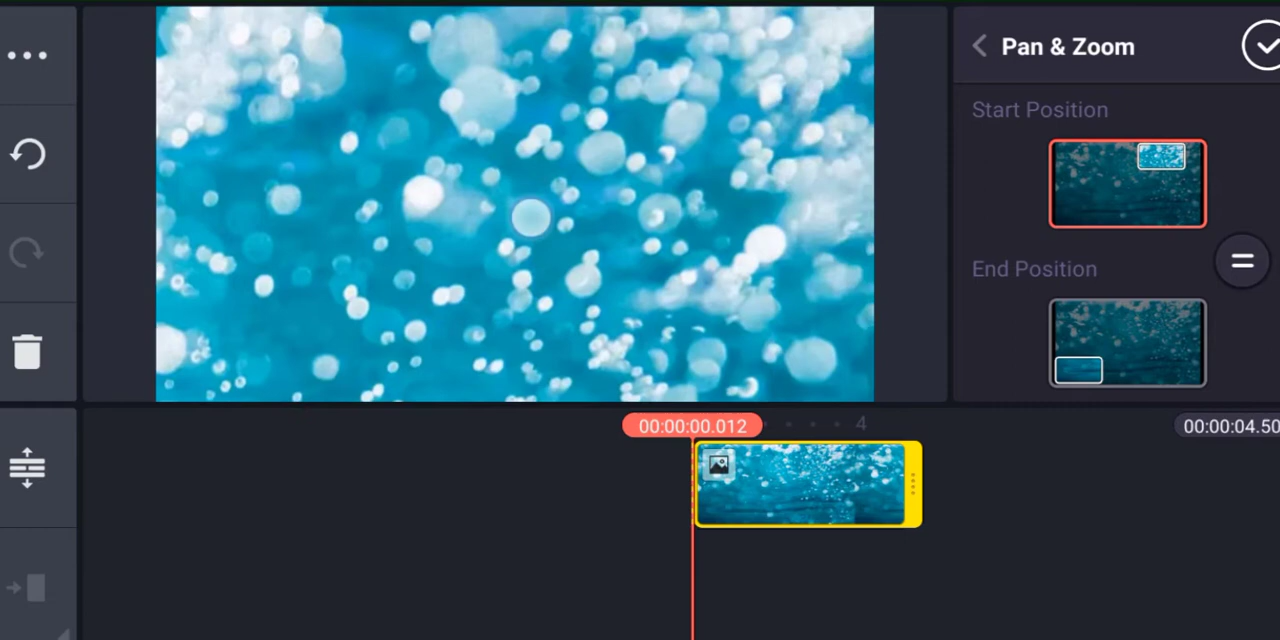 Pan & Zoom
Start Position
End Position
00:00:00.012
4
00:00:04.50